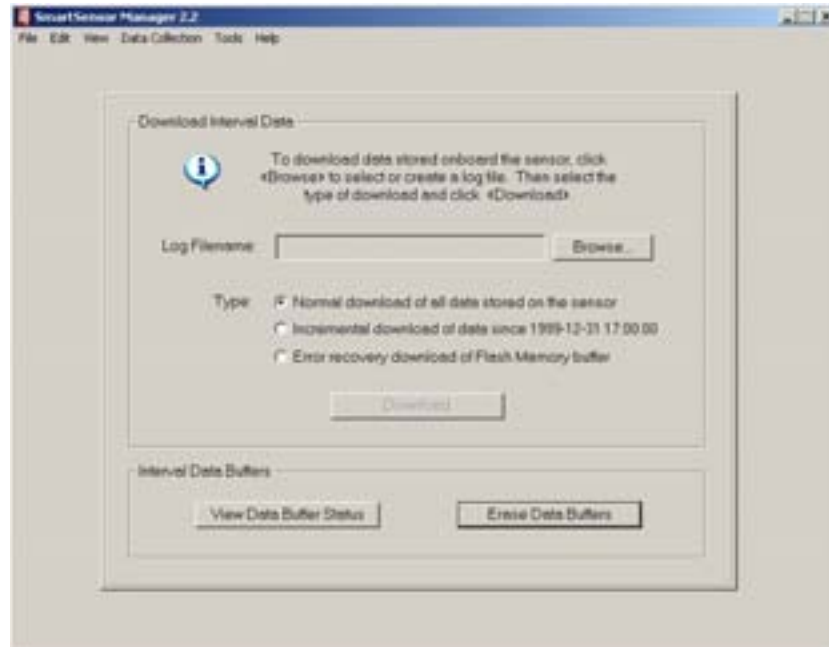 SmartSensor Manager 2.2
File Edit View Data Collection Tools Help
Download Interval Data
To download data stored onboard the sensor, click
<Browse> to select or create a log file. Then select the
type of download and click <Download>
Log Filename
Browse...
Type
Normal download of all data stored on the sensor
Incremental download of data since 1999-12-31 17:00:00
Error recovery download of Flash Memory buffer
Download
Interval Data Buffers
View Data Buffer Status
Erase Data Buffers